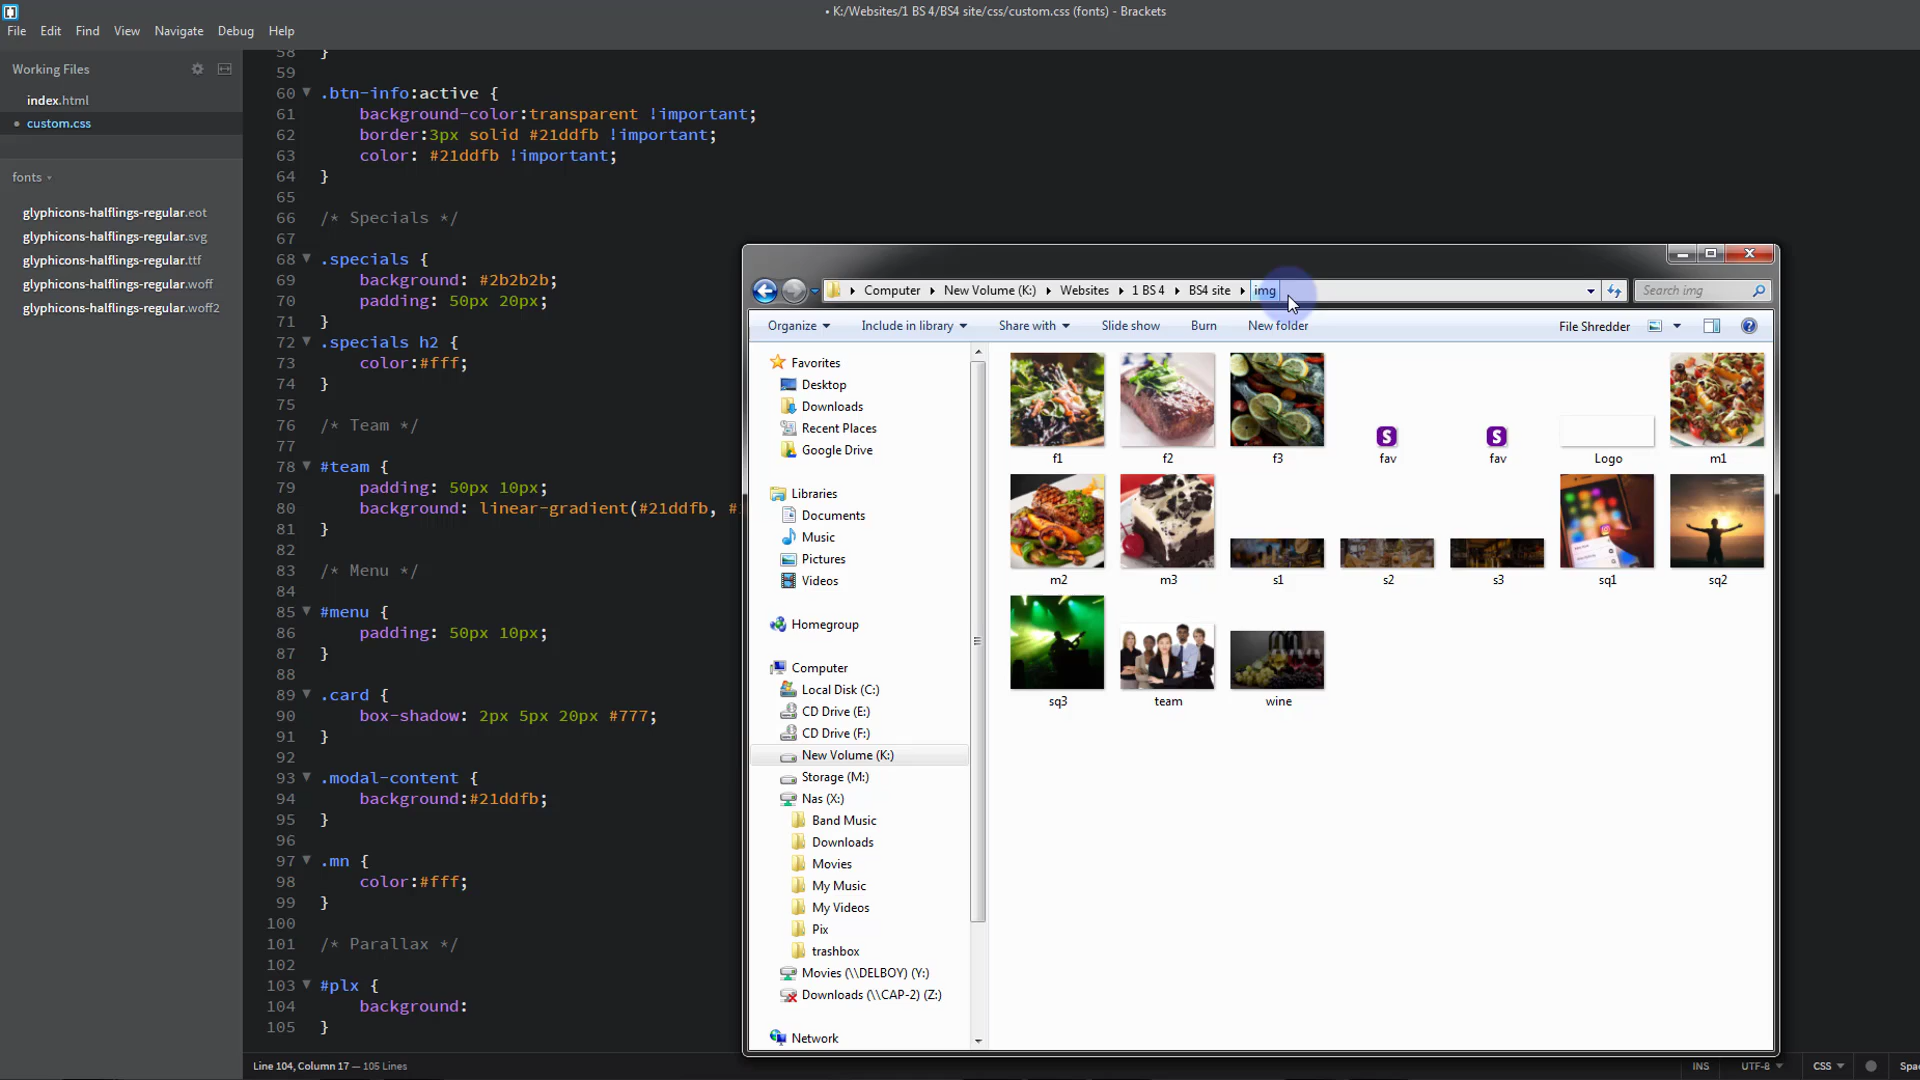 • K:/Websites/1 BS 4/BS4 site/css/custom.css (fonts) - Brackets
File Edit Find View Navigate Debug Help
Working Files
index.html
• custom.css
fonts
glyphicons-halflings-regular.eot
glyphicons-halflings-regular.svg
glyphicons-halflings-regular.ttf
glyphicons-halflings-regular.woff
glyphicons-halflings-regular.woff2
58 }
59
60 .btn-info:active {
61 background-color:transparent !important;
62 border:3px solid #21ddfb !important;
63 color: #21ddfb !important;
64 }
65
66 /* Specials */
67
68 .specials {
69 background: #2b2b2b;
70 padding: 50px 20px;
71 }
72 .specials h2 {
73 color:#fff;
74 }
75
76 /* Team */
77
78 #team {
79 padding: 50px 10px;
80 background: linear-gradient(#21ddfb,
81 }
82
83 /* Menu */
84
85 #menu {
86 padding: 50px 10px;
87 }
88
89 .card {
90 box-shadow: 2px 5px 20px #777;
91 }
92
93 .modal-content {
94 background:#21ddfb;
95 }
96
97 .mn {
98 color:#fff;
99 }
100
101 /* Parallax */
102
103 #plx {
104 background:
105 }
Line 104, Column 17 — 105 Lines
INS UTF-8 CSS Spac
Computer New Volume (K:) Websites 1 BS 4 BS4 site img
Search img
Organize Include in library Share with Slide show Burn New folder File Shredder
Favorites
Desktop
Downloads
Recent Places
Google Drive
Libraries
Documents
Music
Pictures
Videos
Homegroup
Computer
Local Disk (C:)
CD Drive (E:)
CD Drive (F:)
New Volume (K:)
Storage (M:)
Nas (X:)
Band Music
Downloads
Movies
My Music
My Videos
Pix
trashbox
Movies (\\DELBOY) (Y:)
Downloads (\\CAP-2) (Z:)
Network
S S
f1 f2 f3 fav fav Logo m1
m2 m3 s1 s2 s3 sq1 sq2
sq3 team wine